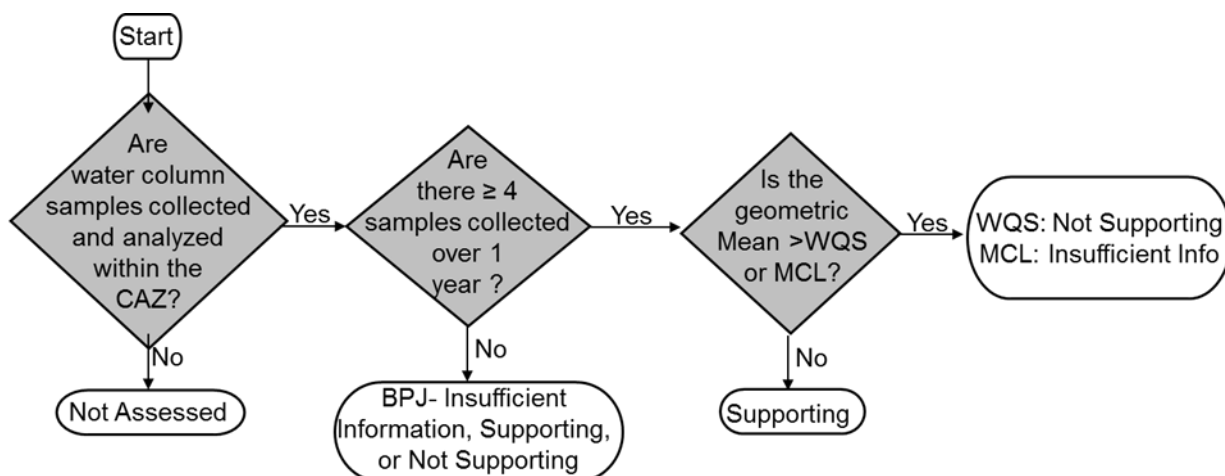 Start
Are
water column
samples collected
and analyzed
within the
CAZ?
Yes
No
Not Assessed
Are
there ≥ 4
samples collected
over 1
year ?
Yes
No
BPJ- Insufficient
Information, Supporting,
or Not Supporting
Is the
geometric
Mean >WQS
or MCL?
Yes
No
Supporting
WQS: Not Supporting
MCL: Insufficient Info